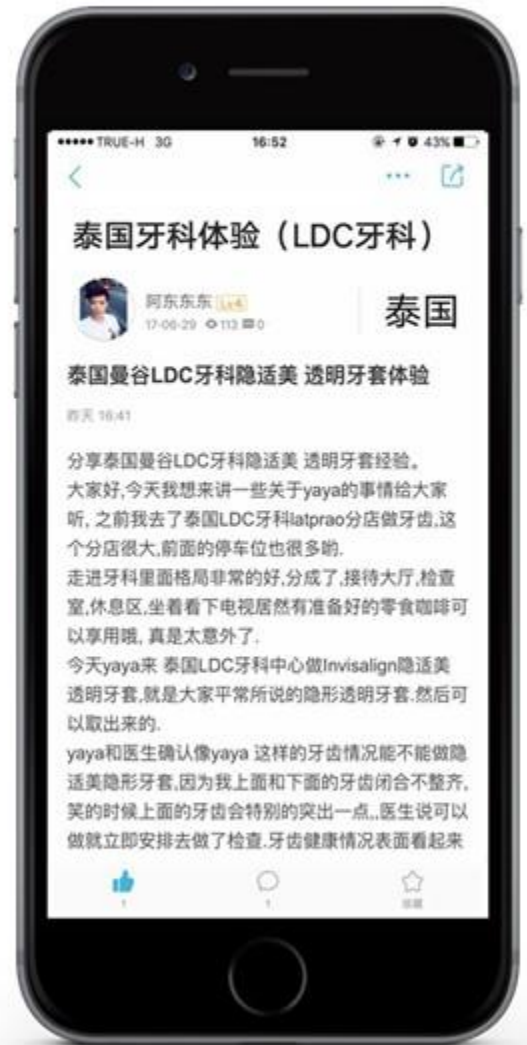 ●●●●● TRUE-H 3G 16:52 43%
泰国牙科体验（LDC牙科）
阿东东东 Lv4
17-06-29 113 0
泰国
泰国曼谷LDC牙科隐适美 透明牙套体验
昨天 16:41
分享泰国曼谷LDC牙科隐适美 透明牙套经验。
大家好,今天我想来讲一些关于yaya的事情给大家
听, 之前我去了泰国LDC牙科latprao分店做牙齿,这
个分店很大,前面的停车位也很多哟.
走进牙科里面格局非常的好,分成了,接待大厅,检查
室,休息区,坐着看下电视居然有准备好的零食咖啡可
以享用哦, 真是太意外了.
今天yaya来 泰国LDC牙科中心做Invisalign隐适美
透明牙套,就是大家平常所说的隐形透明牙套.然后可
以取出来的.
yaya和医生确认像yaya 这样的牙齿情况能不能做隐
适美隐形牙套,因为我上面和下面的牙齿闭合不整齐,
笑的时候上面的牙齿会特别的突出一点,,医生说可以
做就立即安排去做了检查.牙齿健康情况表面看起来
1 1 收藏